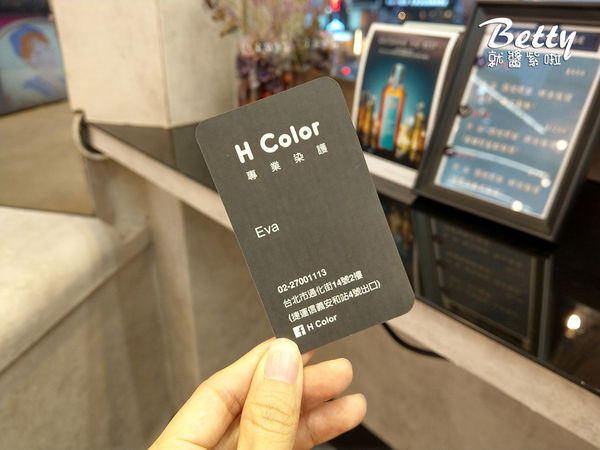 Betty
就醬紫啦
H Color
專業染護
Eva
02-27001113
台北市通化街14號2樓
(捷運信義安和站4號出口)
H Color